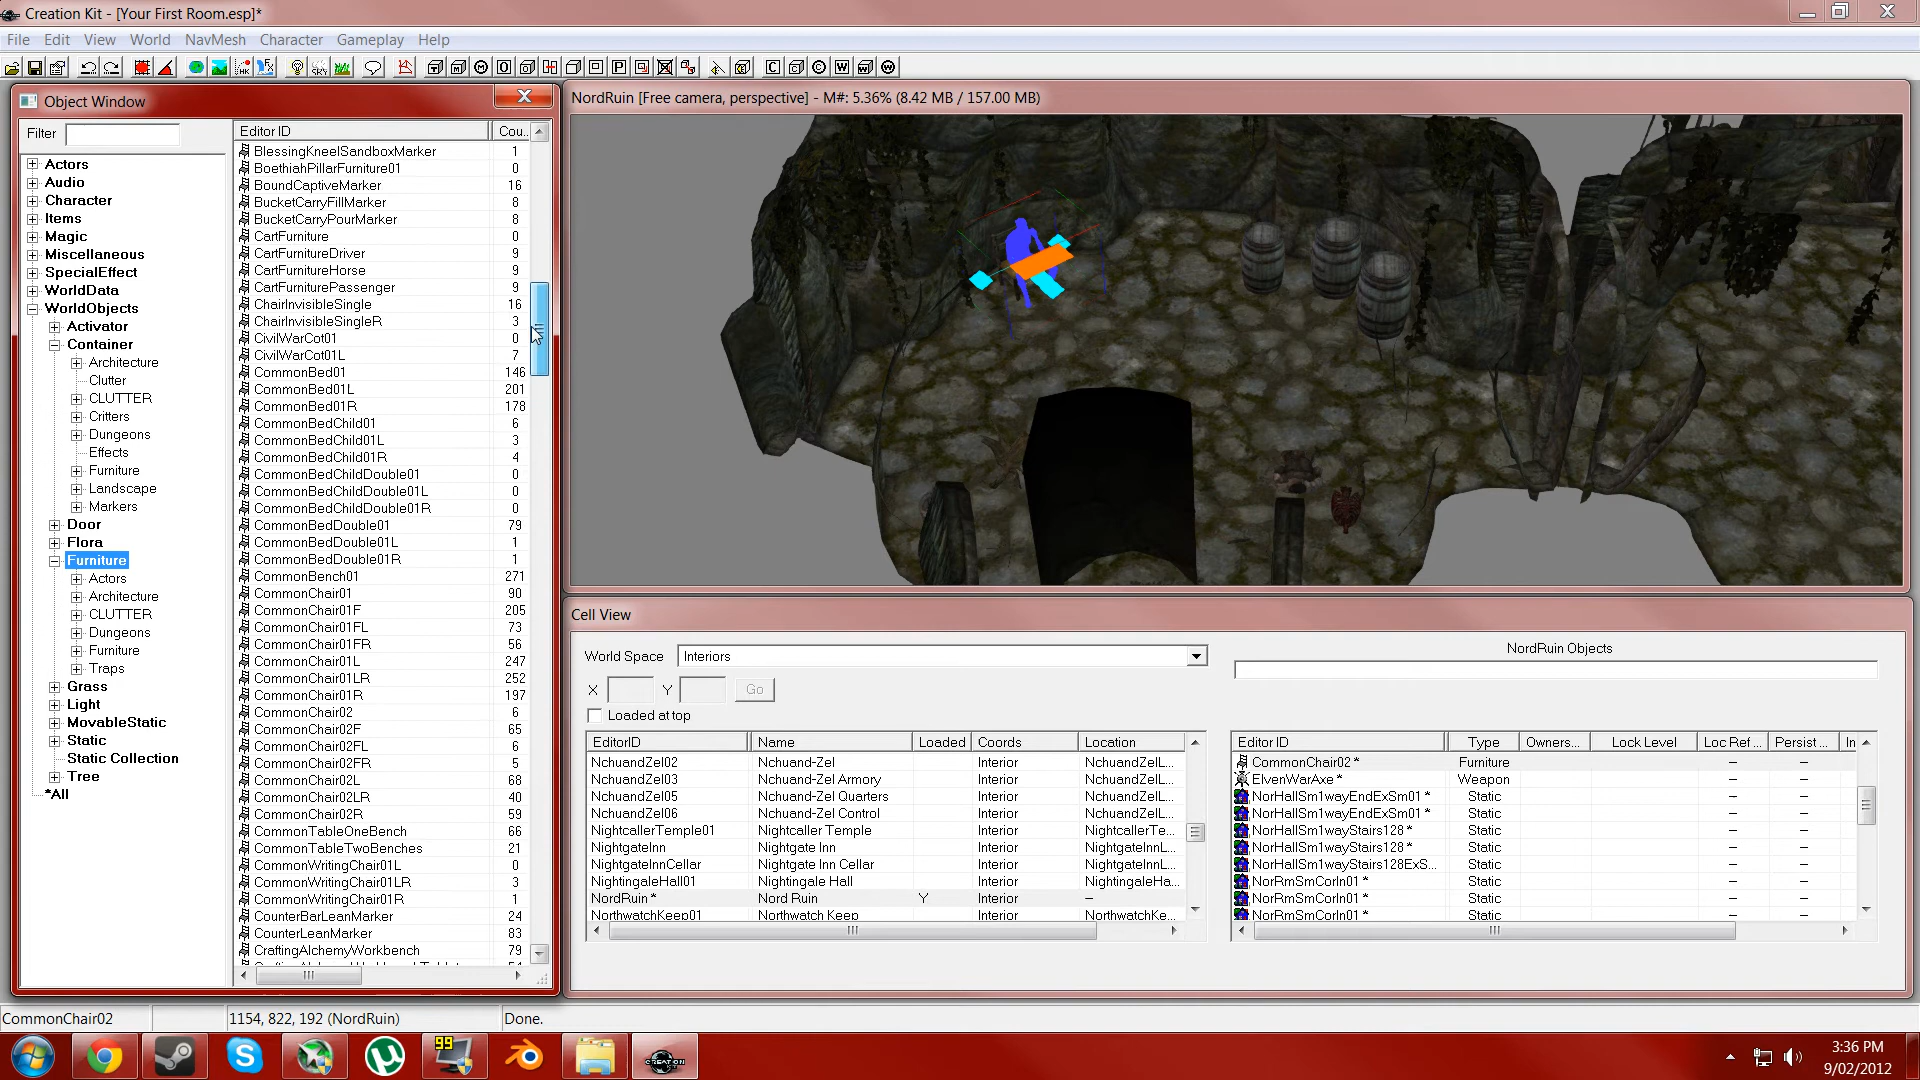 Creation Kit - [Your First Room.esp]*
File Edit View World NavMesh Character Gameplay Help
Object Window
Filter
Actors
Audio
Character
Items
Magic
Miscellaneous
SpecialEffect
WorldData
WorldObjects
Activator
Container
Architecture
Clutter
CLUTTER
Critters
Dungeons
Effects
Furniture
Landscape
Markers
Door
Flora
Furniture
Actors
Architecture
CLUTTER
Dungeons
Furniture
Traps
Grass
Light
MovableStatic
Static
Static Collection
Tree
*All
Editor ID Cou..
BlessingKneelSandboxMarker 1
BoethiahPillarFurniture01 0
BoundCaptiveMarker 16
BucketCarryFillMarker 8
BucketCarryPourMarker 8
CartFurniture 0
CartFurnitureDriver 9
CartFurnitureHorse 9
CartFurniturePassenger 9
ChairInvisibleSingle 16
ChairInvisibleSingleR 3
CivilWarCot01 0
CivilWarCot01L 7
CommonBed01 146
CommonBed01L 201
CommonBed01R 178
CommonBedChild01 6
CommonBedChild01L 3
CommonBedChild01R 4
CommonBedChildDouble01 0
CommonBedChildDouble01L 0
CommonBedChildDouble01R 0
CommonBedDouble01 79
CommonBedDouble01L 1
CommonBedDouble01R 1
CommonBench01 271
CommonChair01 90
CommonChair01F 205
CommonChair01FL 73
CommonChair01FR 56
CommonChair01L 247
CommonChair01LR 252
CommonChair01R 197
CommonChair02 6
CommonChair02F 65
CommonChair02FL 6
CommonChair02FR 5
CommonChair02L 68
CommonChair02LR 40
CommonChair02R 59
CommonTableOneBench 66
CommonTableTwoBenches 21
CommonWritingChair01L 0
CommonWritingChair01LR 3
CommonWritingChair01R 1
CounterBarLeanMarker 24
CounterLeanMarker 83
CraftingAlchemyWorkbench 79
NordRuin [Free camera, perspective] - M#: 5.36% (8.42 MB / 157.00 MB)
Cell View
World Space Interiors
X Y Go
Loaded at top
EditorID Name Loaded Coords Location
NchuandZel02 Nchuand-Zel Interior NchuandZelL...
NchuandZel03 Nchuand-Zel Armory Interior NchuandZelL...
NchuandZel05 Nchuand-Zel Quarters Interior NchuandZelL...
NchuandZel06 Nchuand-Zel Control Interior NchuandZelL...
NightcallerTemple01 Nightcaller Temple Interior NightcallerTe...
NightgateInn Nightgate Inn Interior NightgateInnL...
NightgateInnCellar Nightgate Inn Cellar Interior NightgateInnL...
NightingaleHall01 Nightingale Hall Interior NightingaleHa...
NordRuin * Nord Ruin Y Interior –
NorthwatchKeep01 Northwatch Keep Interior NorthwatchKe...
NordRuin Objects
Editor ID Type Owners... Lock Level Loc Ref ... Persist ... In
CommonChair02 * Furniture – –
ElvenWarAxe * Weapon – –
NorHallSm1wayEndExSm01 * Static – –
NorHallSm1wayEndExSm01 * Static – –
NorHallSm1wayStairs128 * Static – –
NorHallSm1wayStairs128 * Static – –
NorHallSm1wayStairs128ExS... Static – –
NorRmSmCorIn01 * Static – –
NorRmSmCorIn01 * Static – –
NorRmSmCorIn01 * Static – –
CommonChair02 1154, 822, 192 (NordRuin) Done.
99
CREATION
3:36 PM
9/02/2012